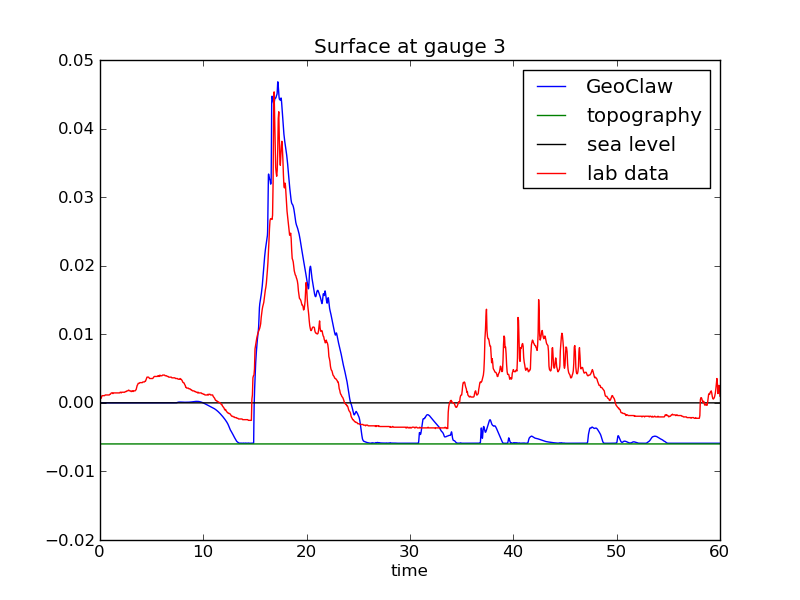 Surface at gauge 3
0.05
0.04
0.03
0.02
0.01
0.00
−0.01
−0.02
GeoClaw
topography
sea level
lab data
0 10 20 30 40 50 60
time